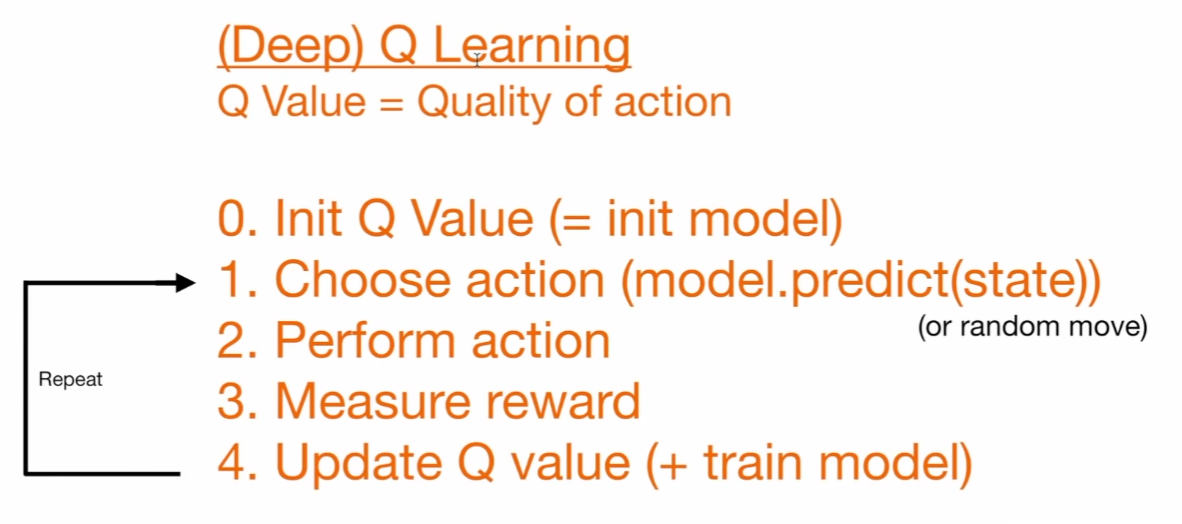 (Deep) Q Learning
Q Value = Quality of action
0. Init Q Value (= init model)
1. Choose action (model.predict(state))
(or random move)
2. Perform action
Repeat
3. Measure reward
4. Update Q value (+ train model)